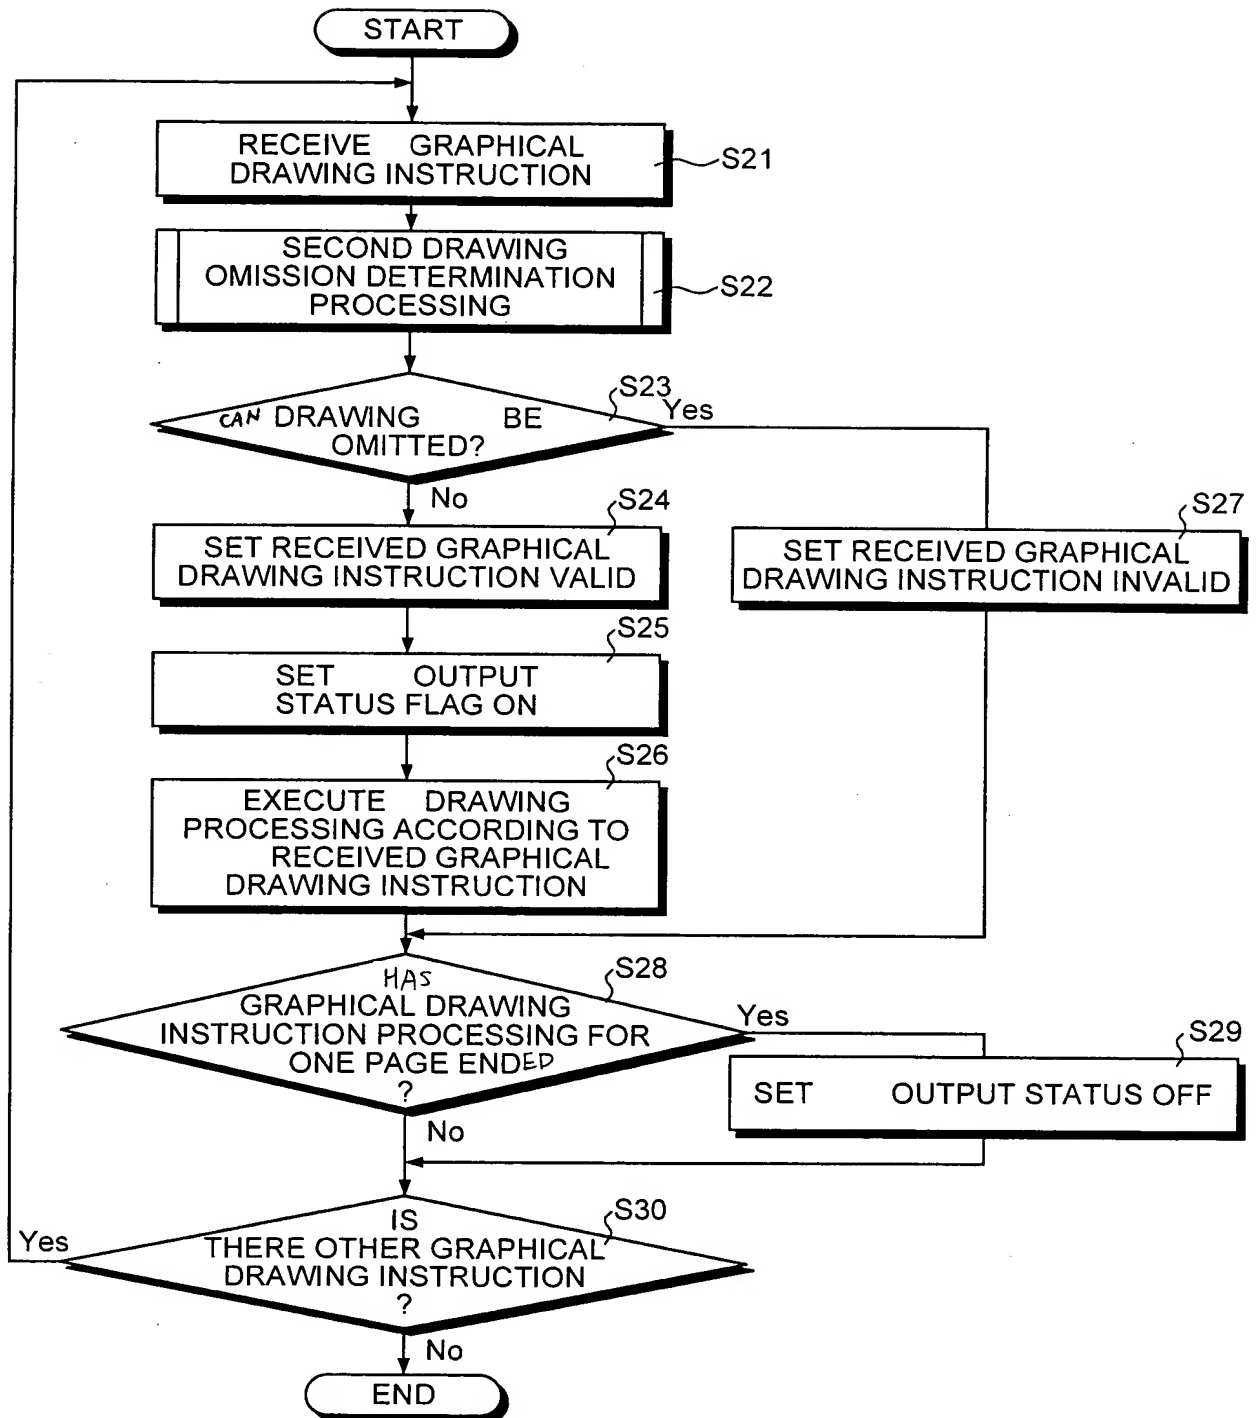 START
RECEIVE GRAPHICAL
DRAWING INSTRUCTION
S21
SECOND DRAWING
OMISSION DETERMINATION
PROCESSING
S22
S23
CAN DRAWING BE
OMITTED?
Yes
No
S24
SET RECEIVED GRAPHICAL
DRAWING INSTRUCTION VALID
S27
SET RECEIVED GRAPHICAL
DRAWING INSTRUCTION INVALID
S25
SET OUTPUT
STATUS FLAG ON
S26
EXECUTE DRAWING
PROCESSING ACCORDING TO
RECEIVED GRAPHICAL
DRAWING INSTRUCTION
S28
HAS
GRAPHICAL DRAWING
INSTRUCTION PROCESSING FOR
ONE PAGE ENDED
?
Yes
No
S29
SET OUTPUT STATUS OFF
S30
IS
THERE OTHER GRAPHICAL
DRAWING INSTRUCTION
?
Yes
No
END